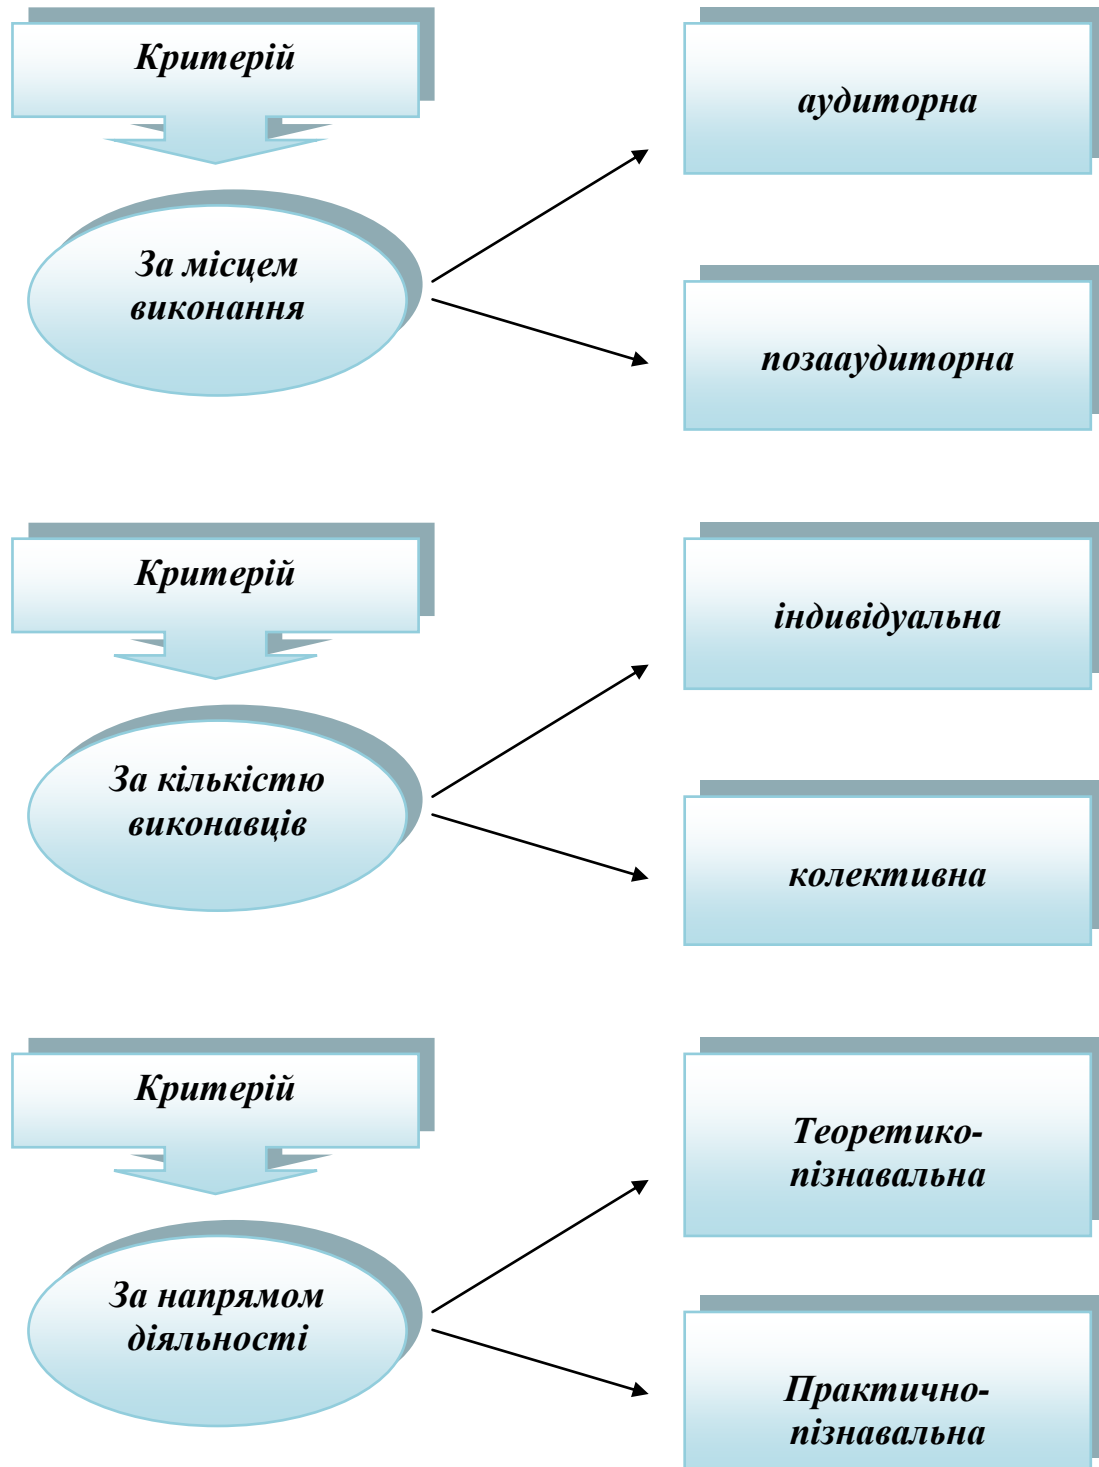 Критерій
аудиторна
За місцем
виконання
позааудиторна
Критерій
індивідуальна
За кількістю
виконавців
колективна
Критерій
Теоретико-
пізнавальна
За напрямом
діяльності
Практично-
пізнавальна